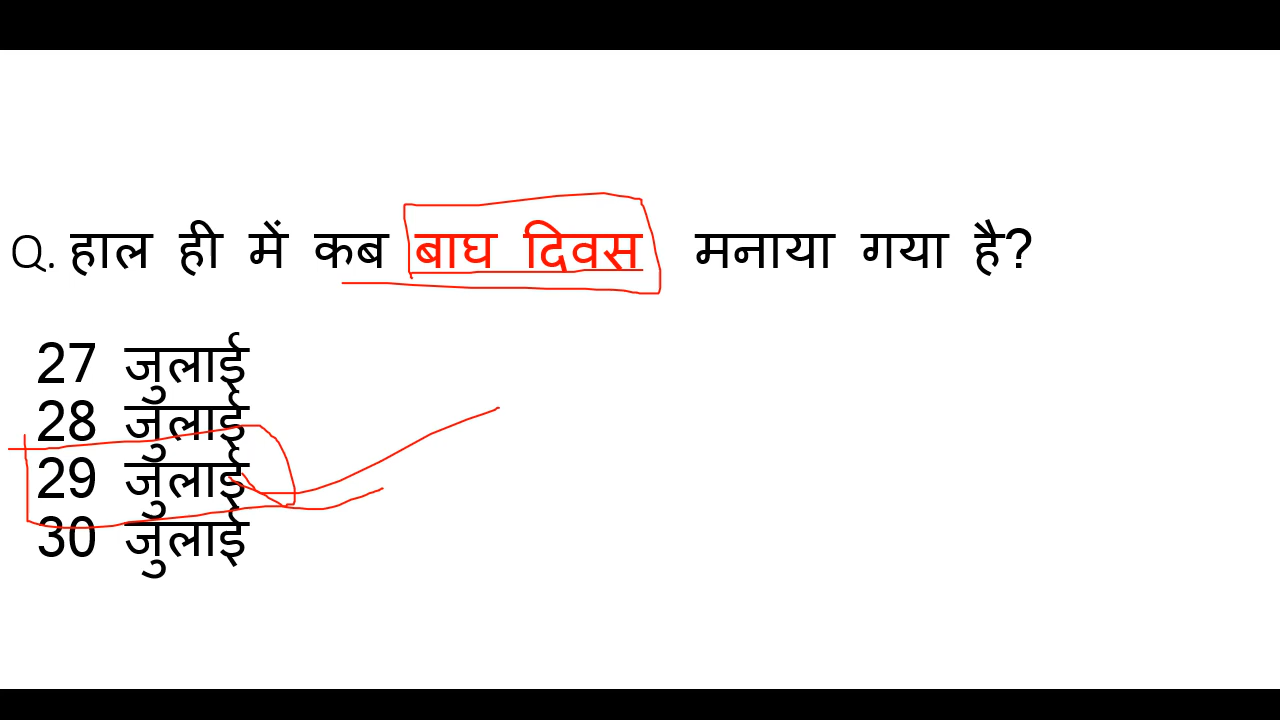 Q. हाल ही में कब बाघ दिवस मनाया गया है?
27 जुलाई
28 जुलाई
29 जुलाई
30 जुलाई